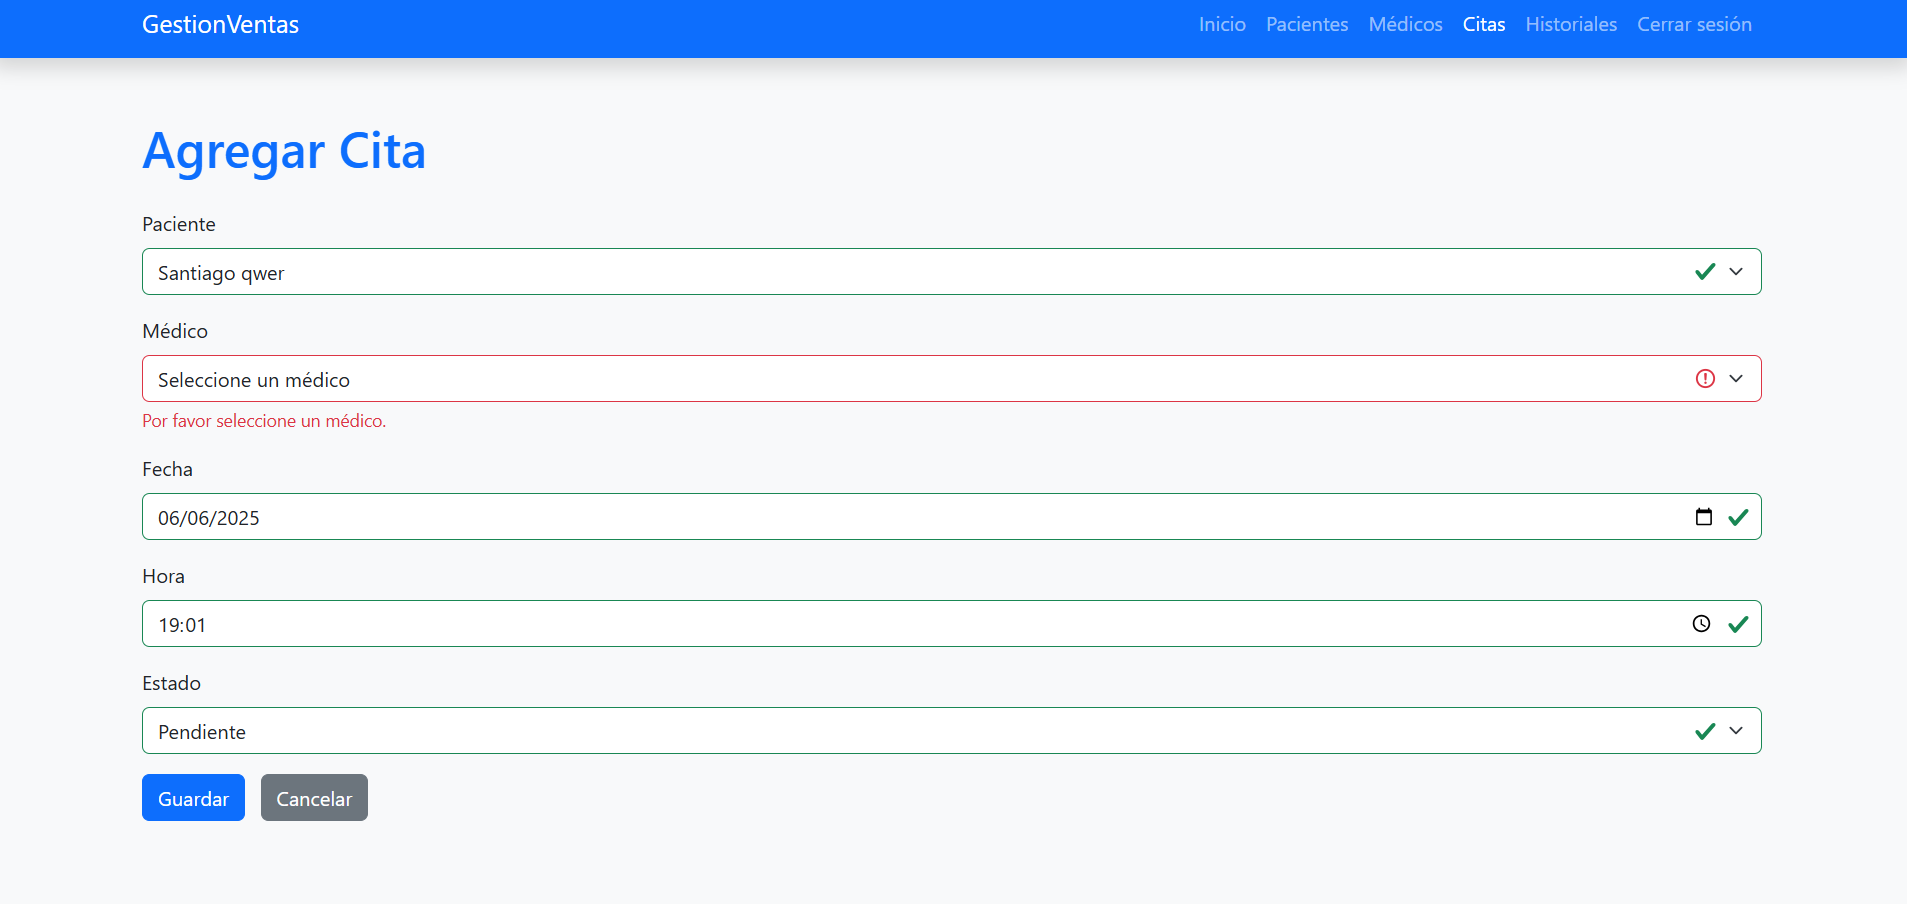 GestionVentas Inicio Pacientes Médicos Citas Historiales Cerrar sesión
Agregar Cita
Paciente
Santiago qwer
Médico
Seleccione un médico
Por favor seleccione un médico.
Fecha
06/06/2025
Hora
19:01
Estado
Pendiente
Guardar Cancelar